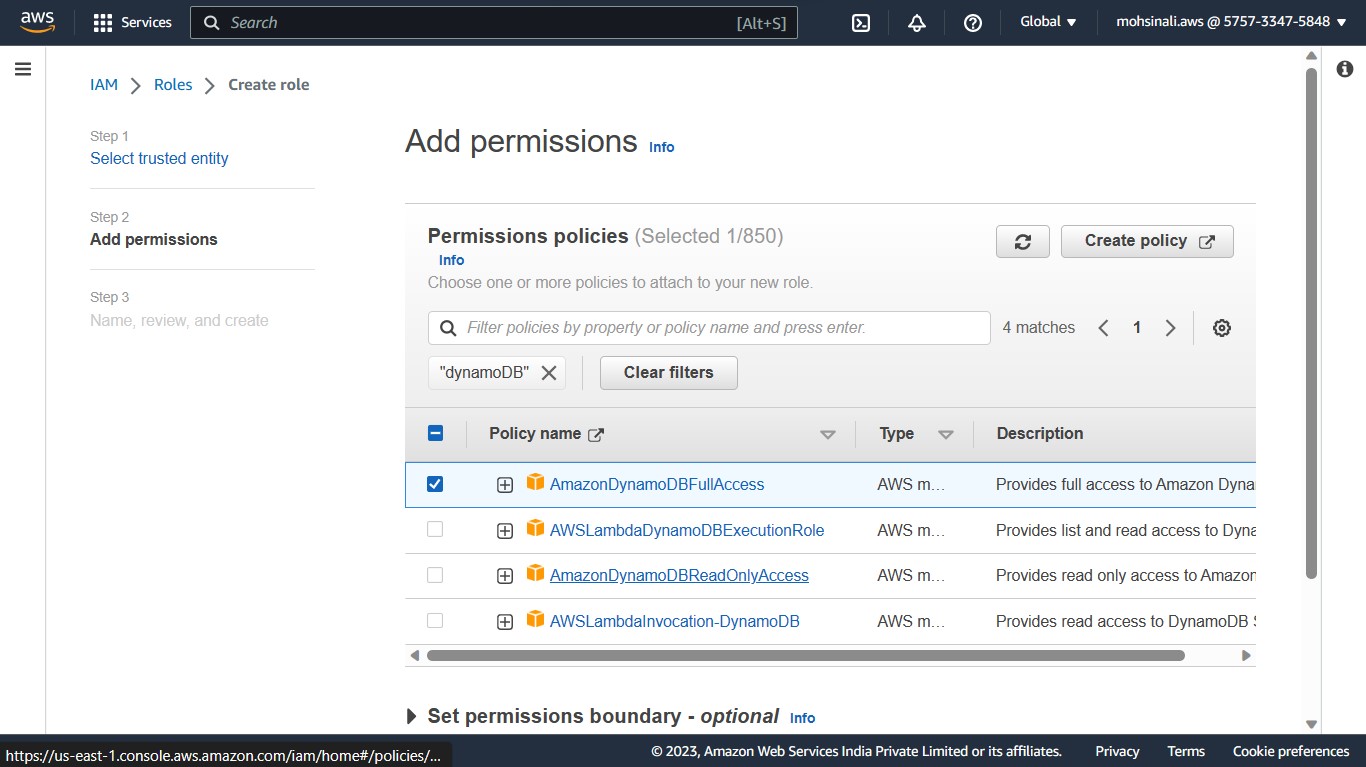 aws
Services
Search
[Alt+S]
Global
mohsinali.aws @ 5757-3347-5848
IAM
Roles
Create role
Step 1
Select trusted entity
Step 2
Add permissions
Step 3
Name, review, and create
Add permissions Info
Permissions policies (Selected 1/850)
Info
Choose one or more policies to attach to your new role.
Create policy
Filter policies by property or policy name and press enter.
4 matches
1
"dynamoDB"
Clear filters
Policy name
Type
Description
AmazonDynamoDBFullAccess
AWS m...
Provides full access to Amazon Dyna
AWSLambdaDynamoDBExecutionRole
AWS m...
Provides list and read access to Dyna
AmazonDynamoDBReadOnlyAccess
AWS m...
Provides read only access to Amazon
AWSLambdaInvocation-DynamoDB
AWS m...
Provides read access to DynamoDB S
Set permissions boundary - optional Info
https://us-east-1.console.aws.amazon.com/iam/home#/policies/...
© 2023, Amazon Web Services India Private Limited or its affiliates.
Privacy
Terms
Cookie preferences